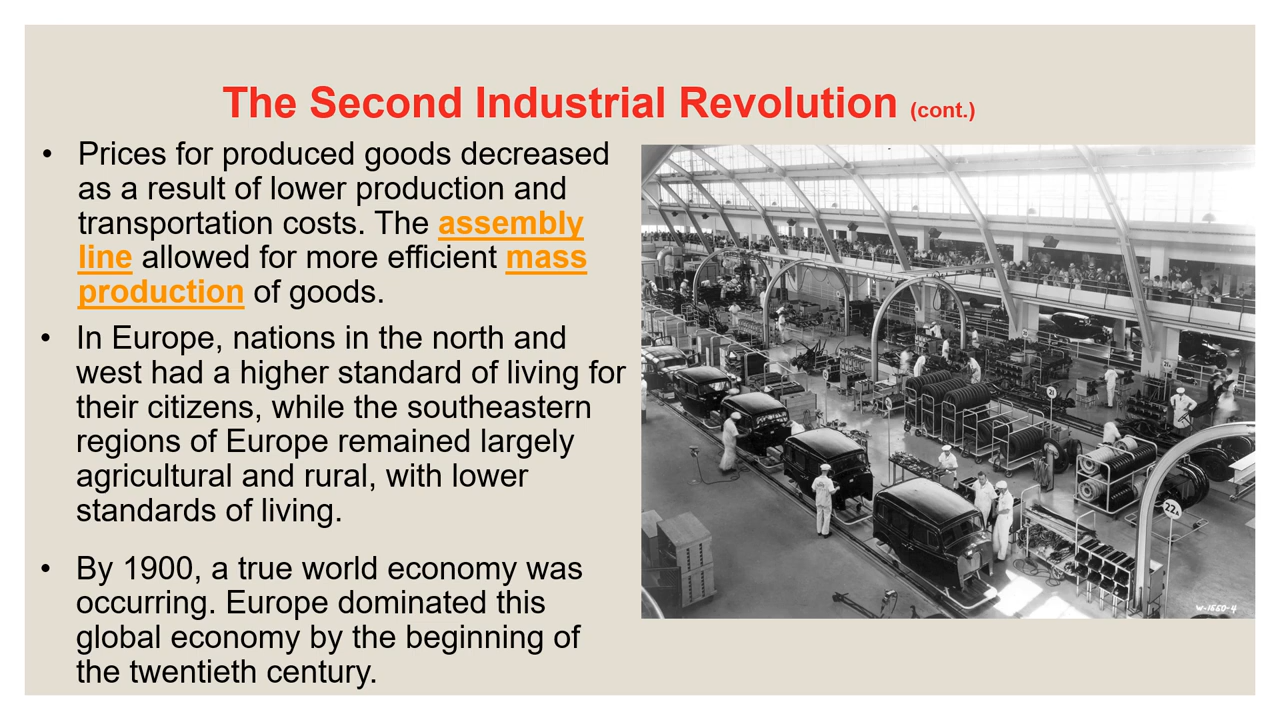 The Second Industrial Revolution (cont.)
• Prices for produced goods decreased
as a result of lower production and
transportation costs. The assembly
line allowed for more efficient mass
production of goods.
• In Europe, nations in the north and
west had a higher standard of living for
their citizens, while the southeastern
regions of Europe remained largely
agricultural and rural, with lower
standards of living.
• By 1900, a true world economy was
occurring. Europe dominated this
global economy by the beginning of
the twentieth century.
21
22A
W-1660-4